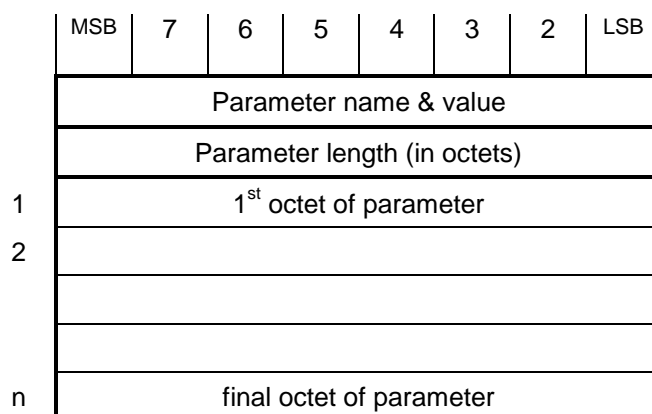 MSB 7 6 5 4 3 2 LSB
Parameter name & value
Parameter length (in octets)
1 1st octet of parameter
2
n final octet of parameter